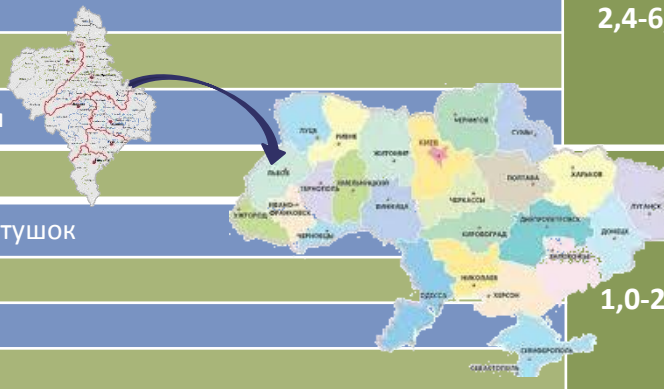 2,4-6
тушок
1,0-2
ЛУЦК
РИВНЕ
ЖИТОМИР
КИЕВ
ЧЕРНИГОВ
СУМЫ
ЛЬВОВ
ТЕРНОПОЛЬ
ХМЕЛЬНИЦКИЙ
ВИННИЦА
ПОЛТАВА
ХАРЬКОВ
ЛУГАНСК
УЖГОРОД
ИВАНО-
ФРАНКОВСК
ЧЕРНОВЦЫ
ЧЕРКАССЫ
КИРОВОГРАД
ДНЕПРОПЕТРОВСК
ДОНЕЦК
ЗАПОРОЖЬЕ
НИКОЛАЕВ
ОДЕССА
ХЕРСОН
СИМФЕРОПОЛЬ
СЕВАСТОПОЛЬ